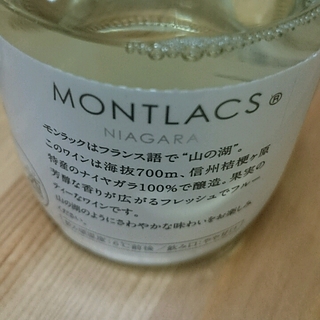 MONTLACS®
NIAGARA
モンラックはフランス語で“山の湖”。
このワインは海抜700m、信州桔梗ヶ原
特産のナイヤガラ100%で醸造。果実の
芳醇な香りが広がるフレッシュでフルー
ティーなワインです。
山の湖のようにさわやかな味わいをお楽しみ